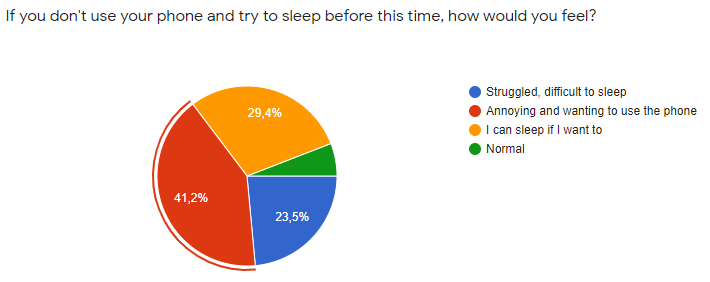 If you don't use your phone and try to sleep before this time, how would you feel?
29,4%
41,2%
23,5%
Struggled, difficult to sleep
Annoying and wanting to use the phone
I can sleep if I want to
Normal